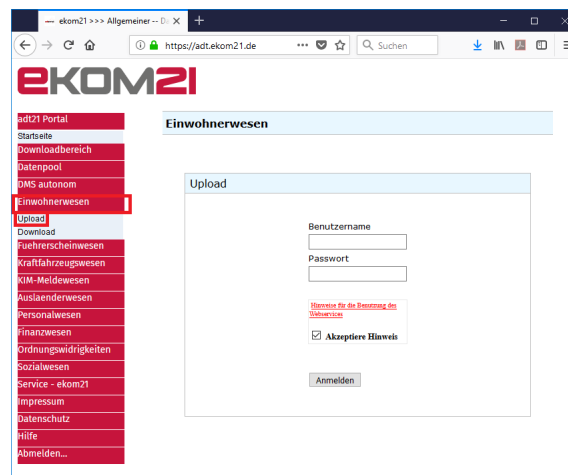 ekom21 >>> Allgemeiner -- Da
https://adt.ekom21.de
Suchen
eKOM21
adt21 Portal
Startseite
Downloadbereich
Datenpool
DMS autonom
Einwohnerwesen
Upload
Download
Fuehrerscheinwesen
Kraftfahrzeugswesen
KIM-Meldewesen
Auslaenderwesen
Personalwesen
Finanzwesen
Ordnungswidrigkeiten
Sozialwesen
Service - ekom21
Impressum
Datenschutz
Hilfe
Abmelden...
Einwohnerwesen
Upload
Benutzername
Passwort
Hinweise für die Benutzung des
Webservices
Akzeptiere Hinweis
Anmelden